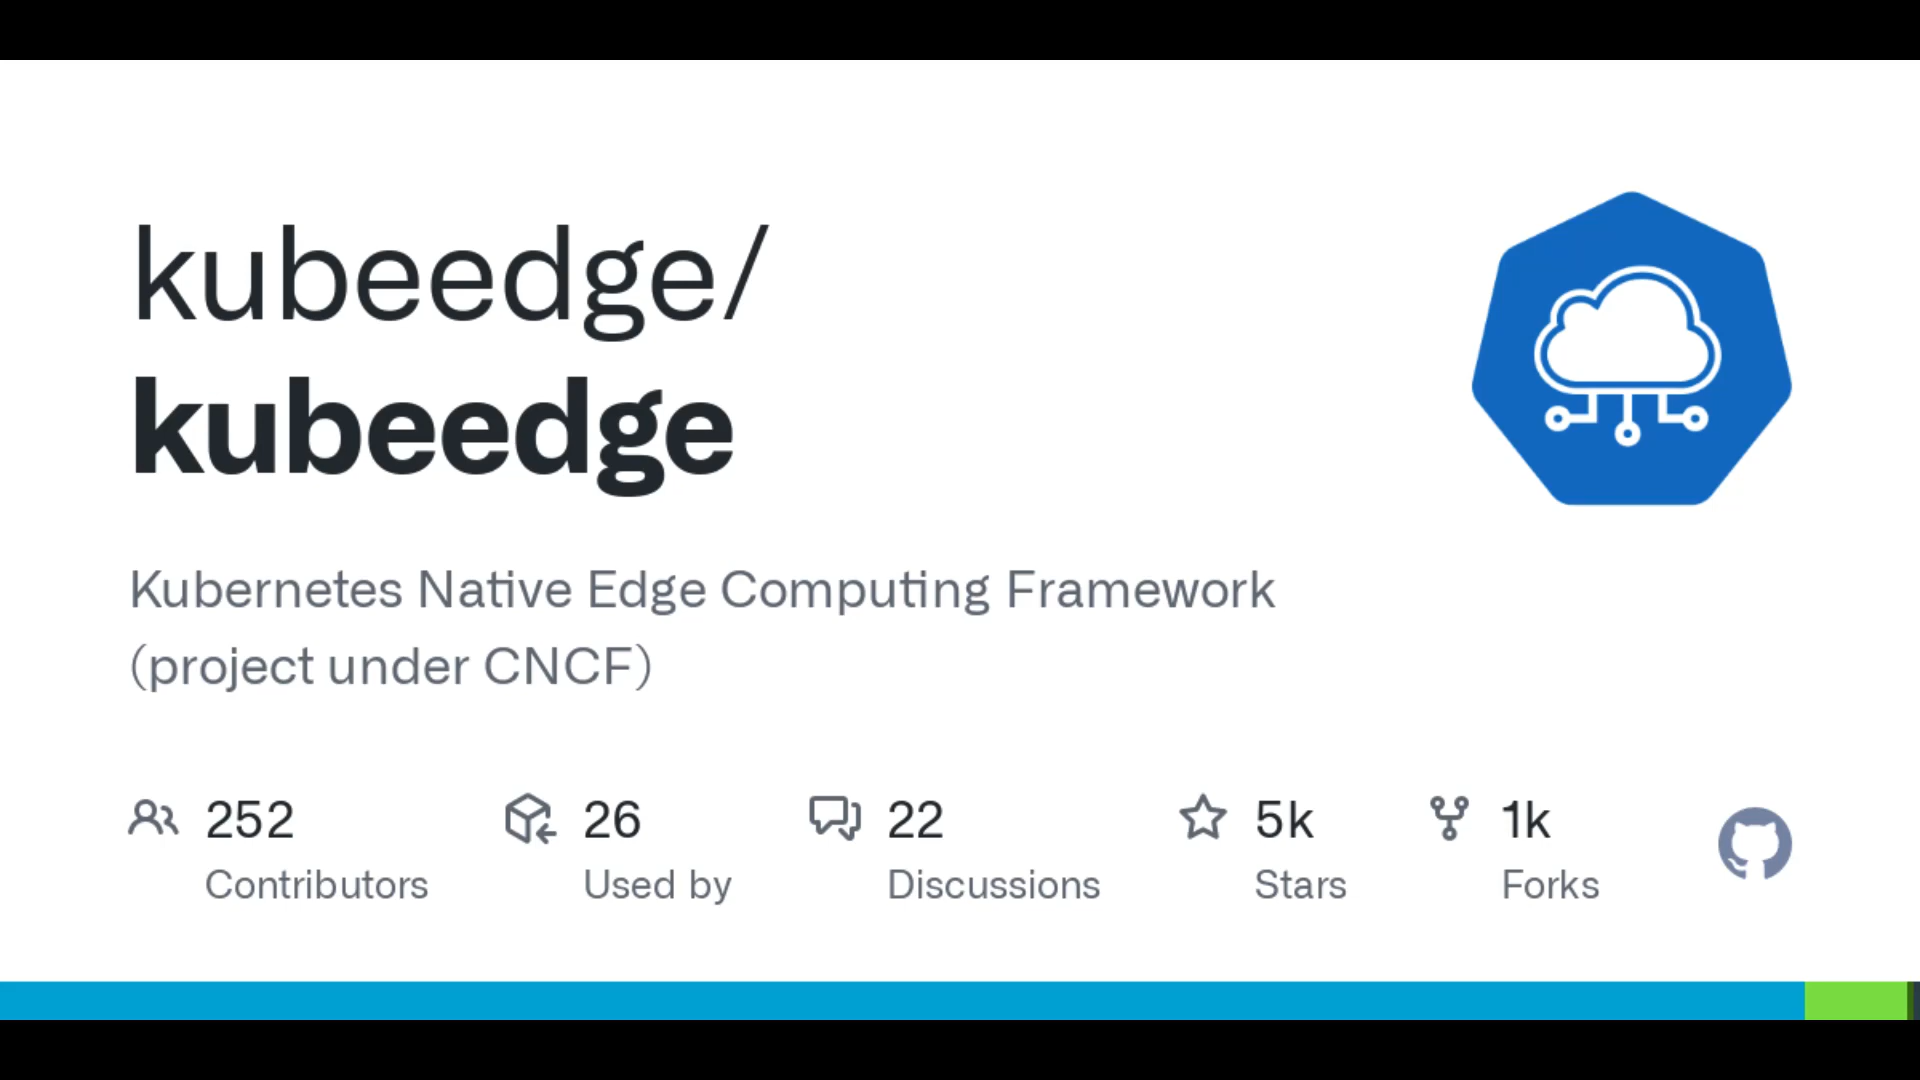 kubeedge/
kubeedge
Kubernetes Native Edge Computing Framework
(project under CNCF)
252 26 22 5k 1k
Contributors Used by Discussions Stars Forks